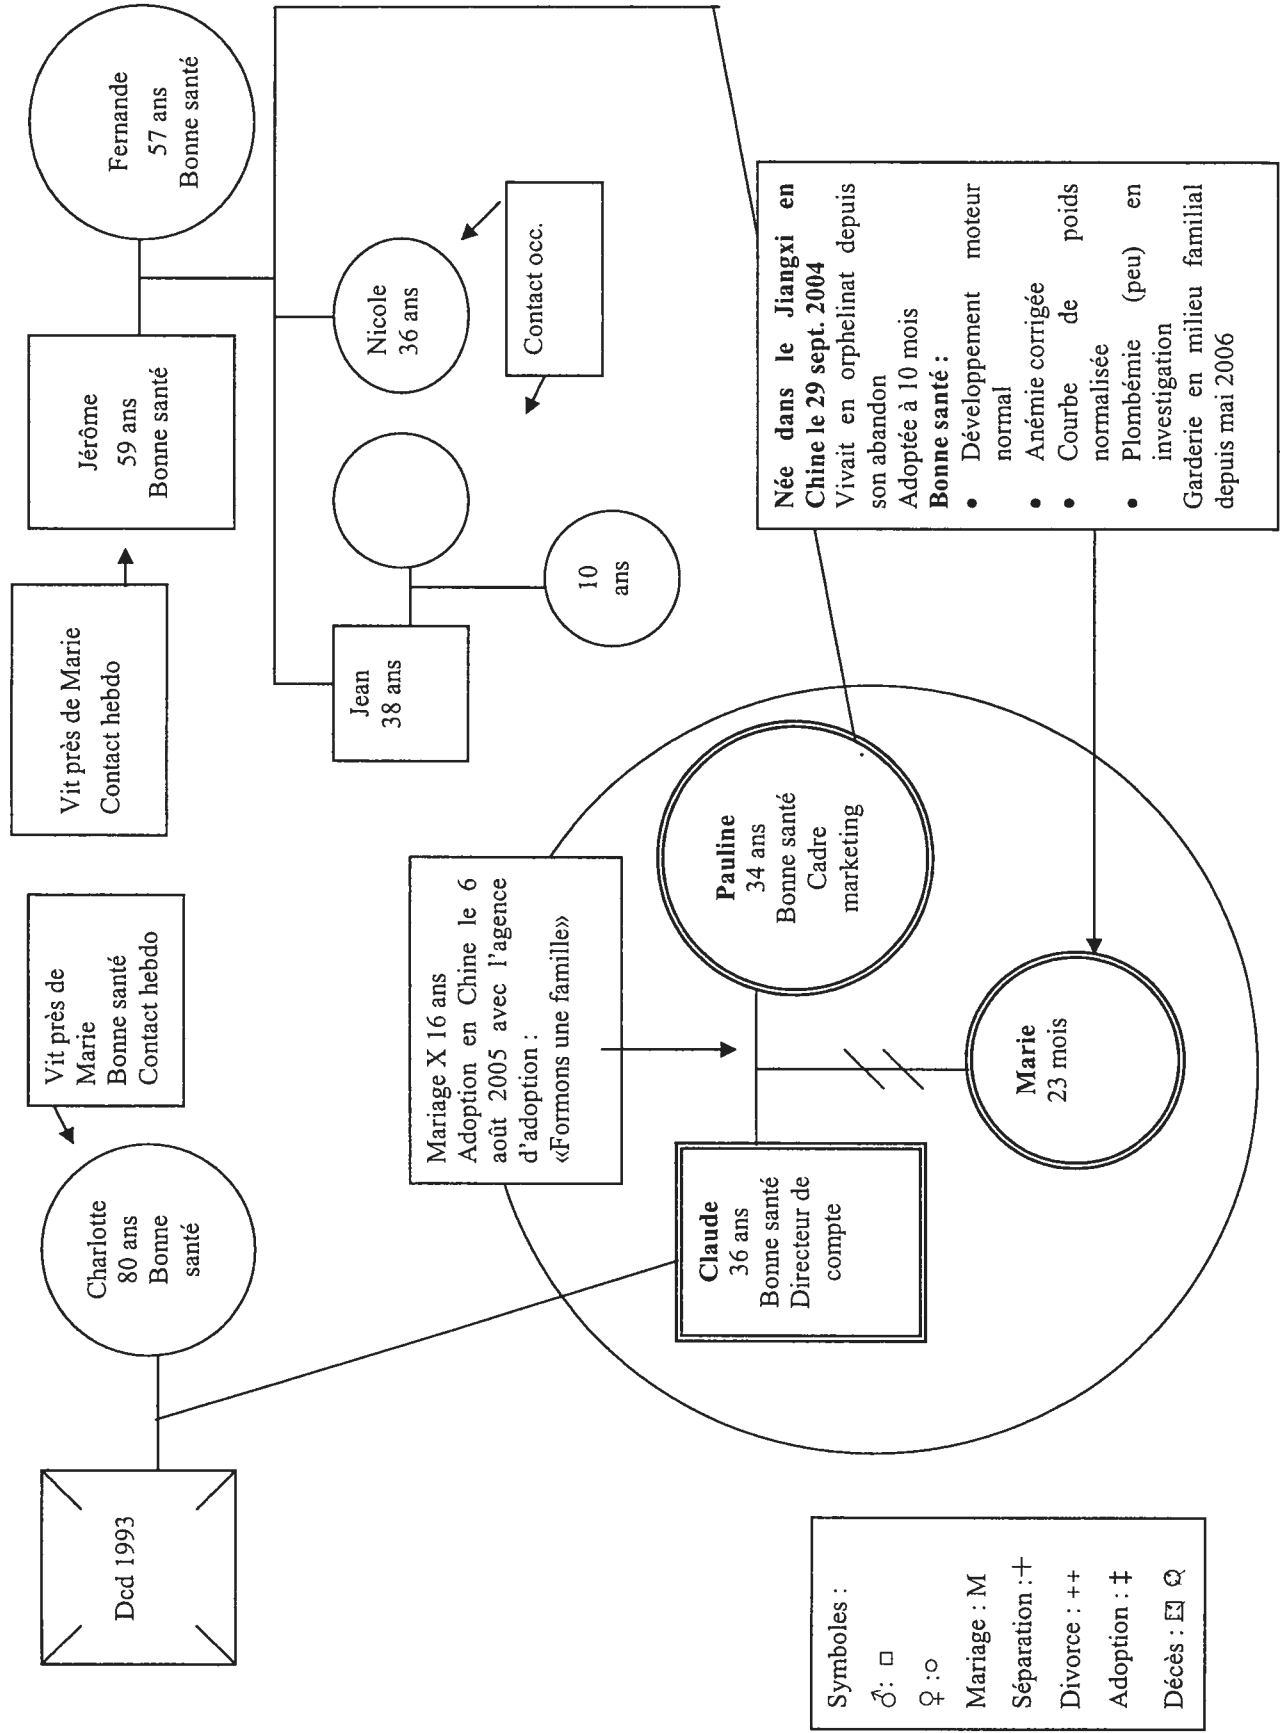 Dcd 1993
Charlotte
80 ans
Bonne
santé
Vit près de
Marie
Bonne santé
Contact hebdo
Vit près de Marie
Contact hebdo
Jérôme
59 ans
Bonne santé
Fernande
57 ans
Bonne santé
Jean
38 ans
10
ans
Nicole
36 ans
Contact occ.
Mariage X 16 ans
Adoption en Chine le 6
août 2005 avec l'agence
d'adoption :
«Formons une famille»
Claude
36 ans
Bonne santé
Directeur de
compte
Pauline
34 ans
Bonne santé
Cadre
marketing
Marie
23 mois
Née dans le Jiangxi en
Chine le 29 sept. 2004
Vivait en orphelinat depuis
son abandon
Adoptée à 10 mois
Bonne santé :
• Développement moteur
normal
• Anémie corrigée
• Courbe de poids
normalisée
• Plombémie (peu) en
investigation
Garderie en milieu familial
depuis mai 2006
Symboles :
♂: □
♀:○
Mariage : M
Séparation :+
Divorce : ++
Adoption : ‡
Décès :